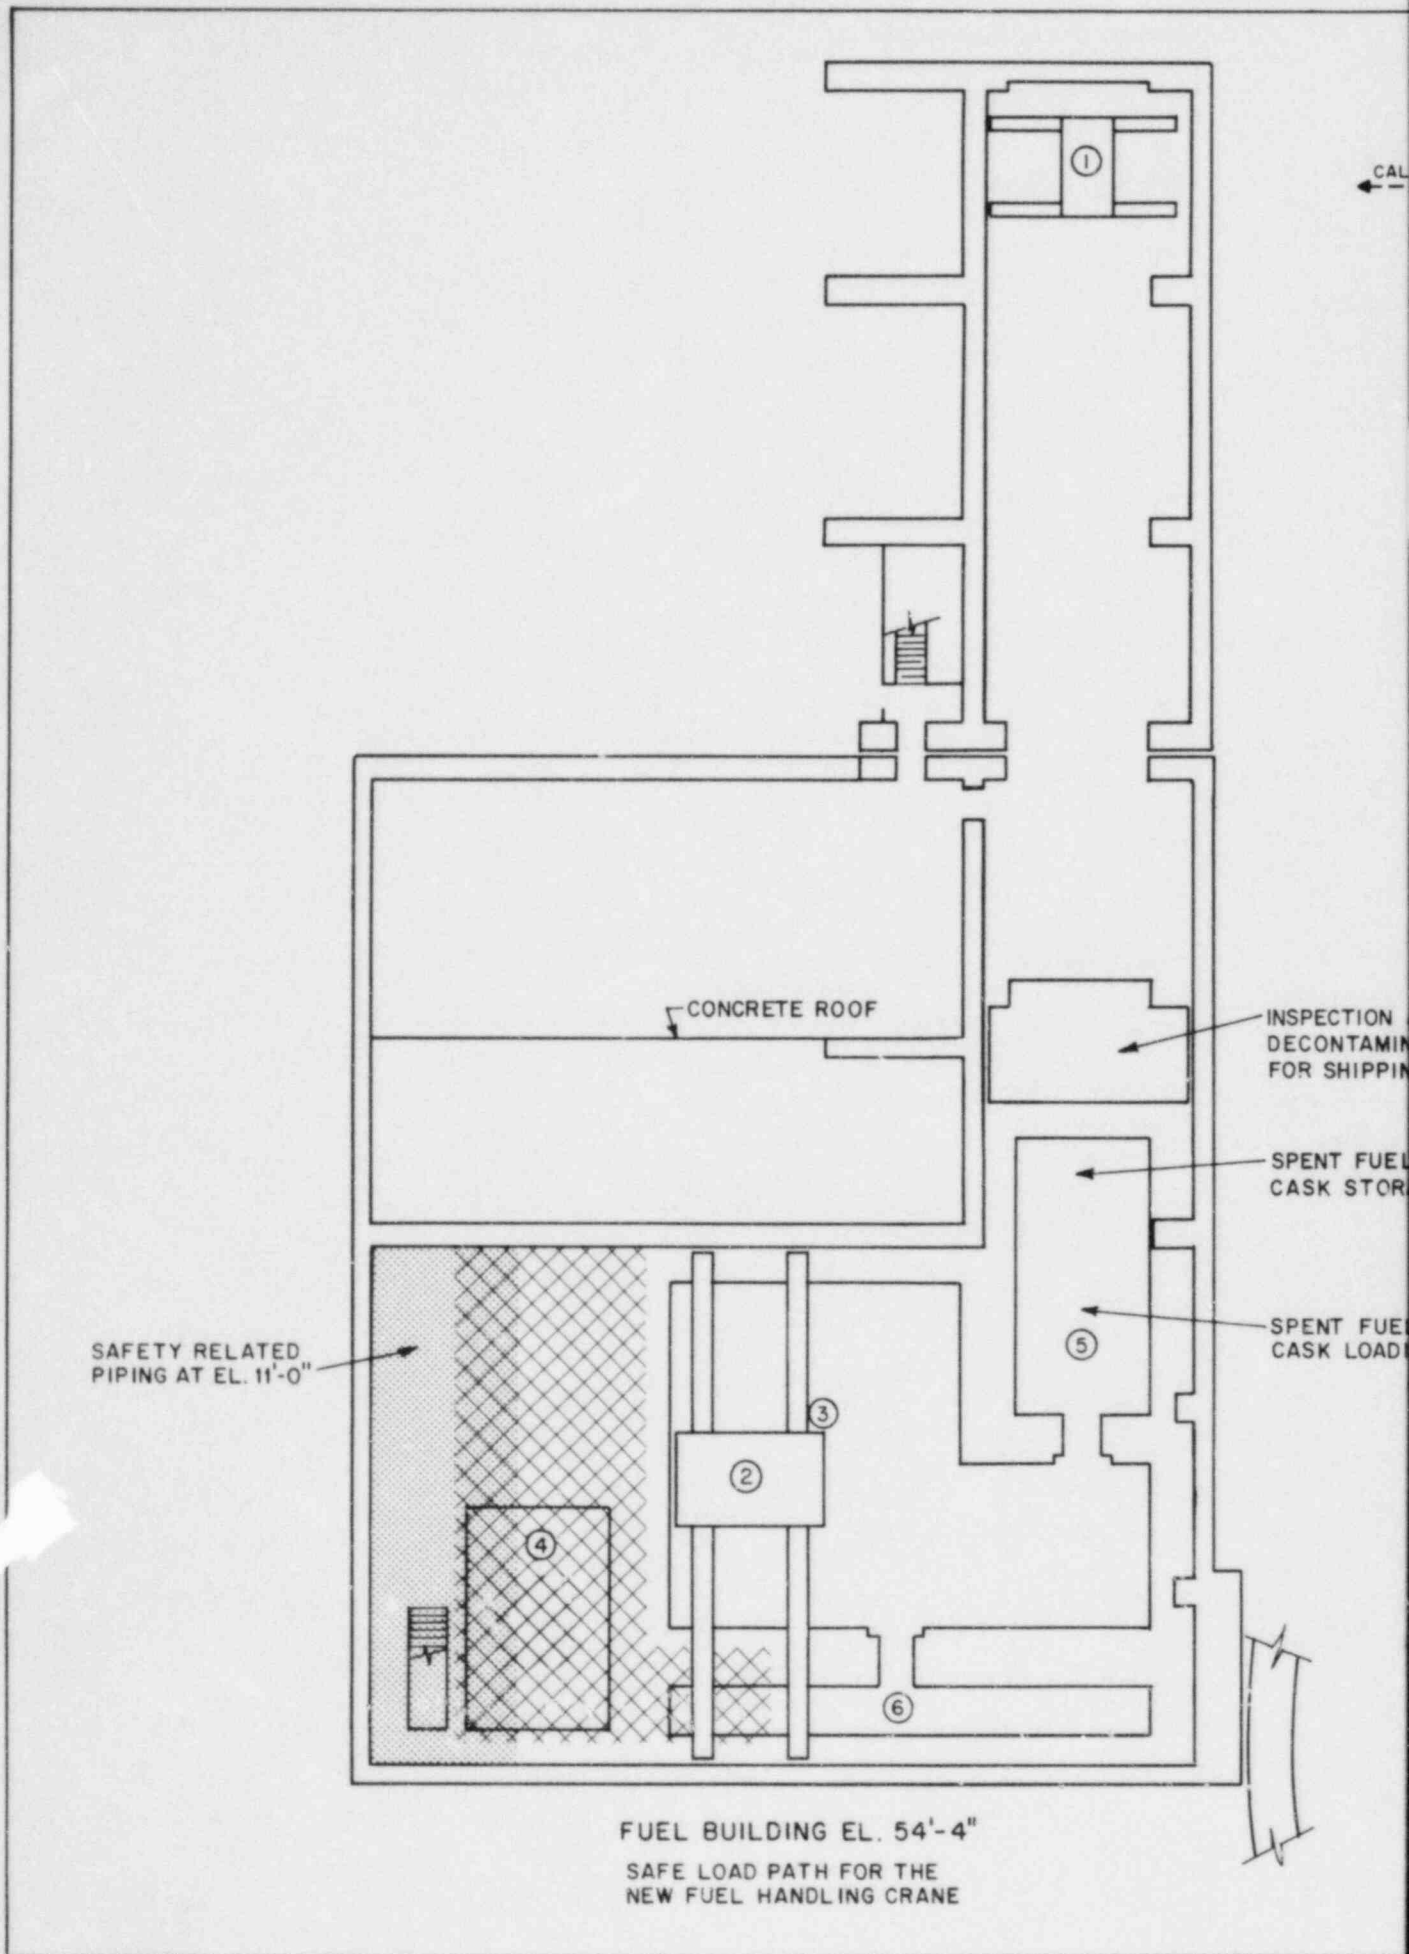 ①
CAL
CONCRETE ROOF
INSPECTION
DECONTAMIN
FOR SHIPPIN
SPENT FUEL
CASK STOR
SPENT FUEL
CASK LOADI
⑤
SAFETY RELATED
PIPING AT EL. 11'-0"
③
②
④
⑥
FUEL BUILDING EL. 54'-4"
SAFE LOAD PATH FOR THE
NEW FUEL HANDLING CRANE